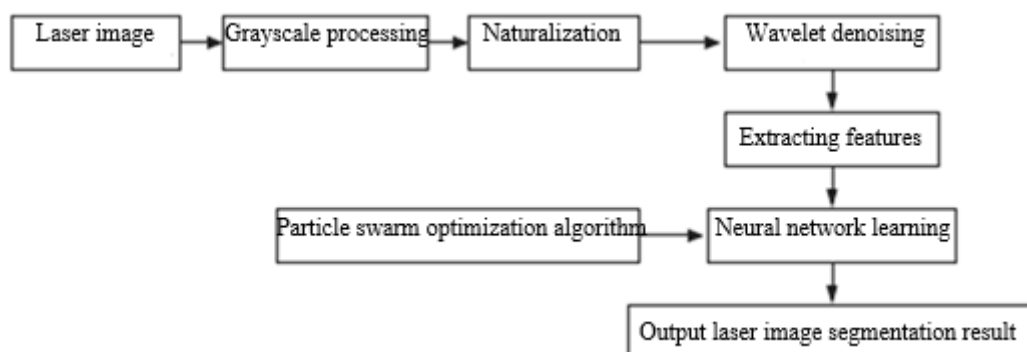 Laser image
Grayscale processing
Naturalization
Wavelet denoising
Extracting features
Particle swarm optimization algorithm
Neural network learning
Output laser image segmentation result